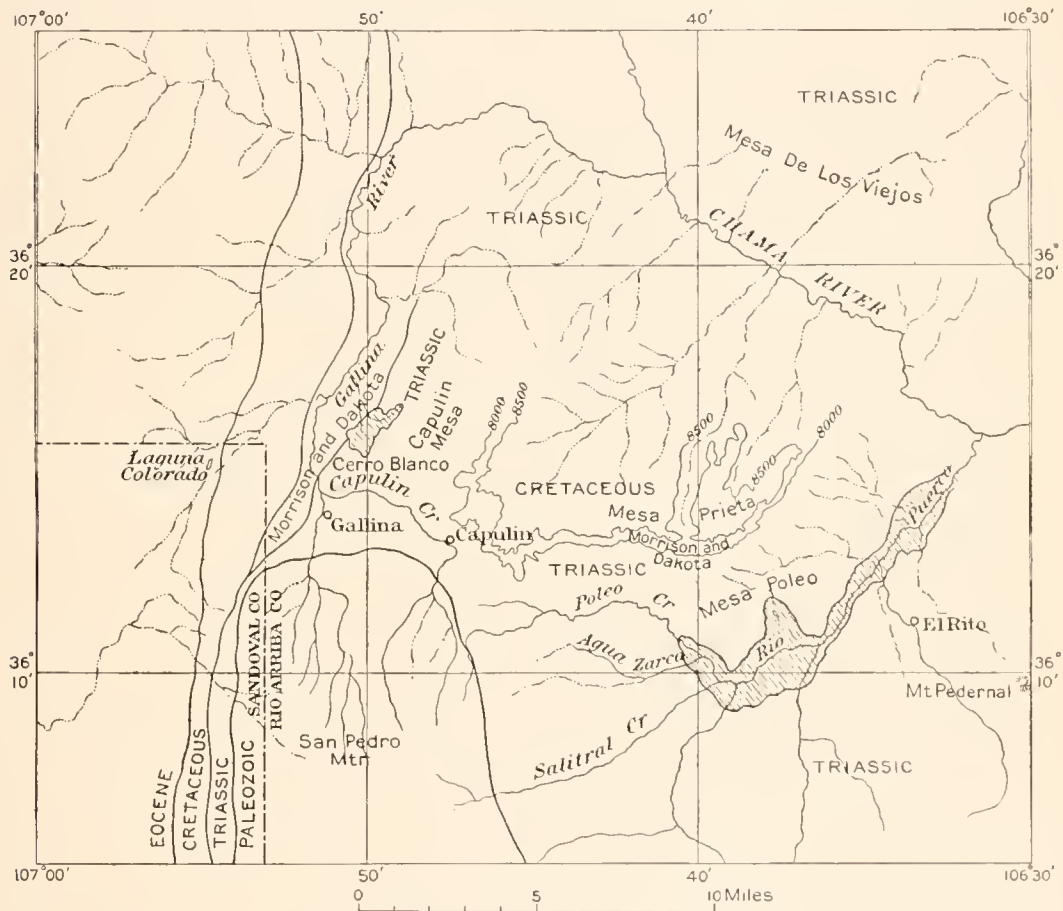 107°00'
50'
40'
106°30'
TRIASSIC
Mesa De Los Viejos
River
TRIASSIC
CHAMA RIVER
36°
20'
36°
20'
Gallina
Morrison and Dakota
TRIASSIC
Capulin
Mesa
8000
8500
8500
8500
8000
Laguna
Colorado
Cerro Blanco
Capulin Cr
CRETACEOUS
Mesa Prieta
Puerco
Gallina
Capulin
Morrison and
Dakota
TRIASSIC
Mesa Poleo
Poleo Cr
El Rito
Agua Zarca
Rio
36°
10'
36°
10'
SANDOVAL CO
RIO ARRIBA CO
Mt Pedernal
San Pedro
Mtn
Salitral Cr
TRIASSIC
EOCENE
CRETACEOUS
TRIASSIC
PALEOZOIC
107°00'
50'
40'
106°30'
0 5 10 Miles